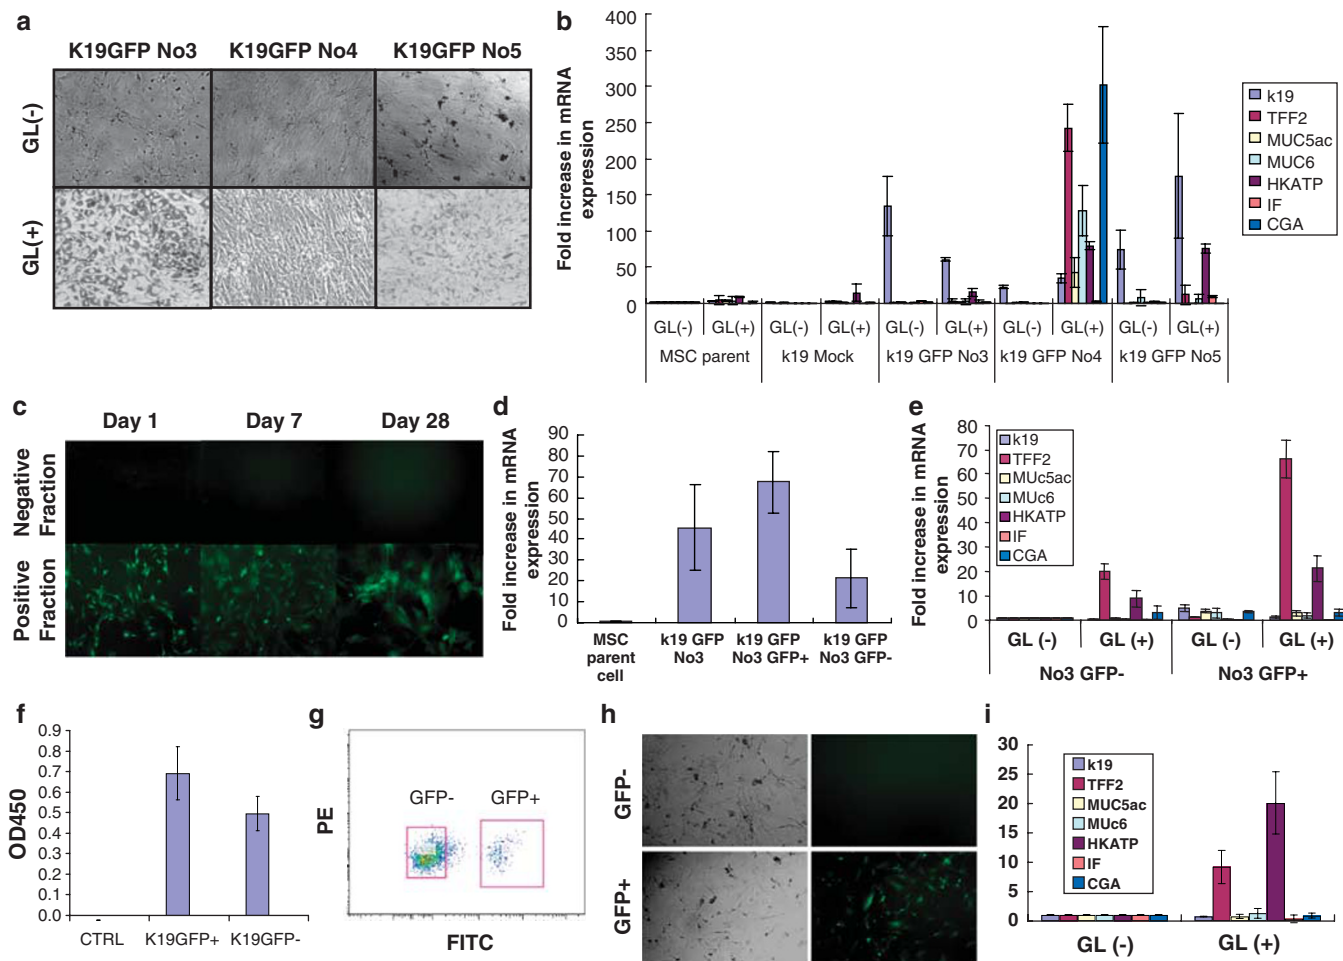 a
K19GFP No3 K19GFP No4 K19GFP No5
GL(-)
GL(+)
b
Fold increase in mRNA
expression
400
350
300
250
200
150
100
50
0
GL(-) GL(+) GL(-) GL(+) GL(-) GL(+) GL(-) GL(+) GL(-) GL(+)
MSC parent k19 Mock k19 GFP No3 k19 GFP No4 k19 GFP No5
k19
TFF2
MUC5ac
MUC6
HKATP
IF
CGA
c
Day 1 Day 7 Day 28
Negative
Fraction
Positive
Fraction
d
Fold increase in mRNA
expression
90
80
70
60
50
40
30
20
10
0
MSC
parent
cell
k19 GFP
No3
k19 GFP
No3 GFP+
k19 GFP
No3 GFP-
e
Fold increase in mRNA
expression
80
70
60
50
40
30
20
10
0
k19
TFF2
MUc5ac
MUc6
HKATP
IF
CGA
GL (-) GL (+) GL (-) GL (+)
No3 GFP- No3 GFP+
f
OD450
0.9
0.8
0.7
0.6
0.5
0.4
0.3
0.2
0.1
0.0
CTRL K19GFP+ K19GFP-
g
PE
GFP- GFP+
FITC
h
GFP-
GFP+
i
30
25
20
15
10
5
0
k19
TFF2
MUC5ac
MUc6
HKATP
IF
CGA
GL (-) GL (+)